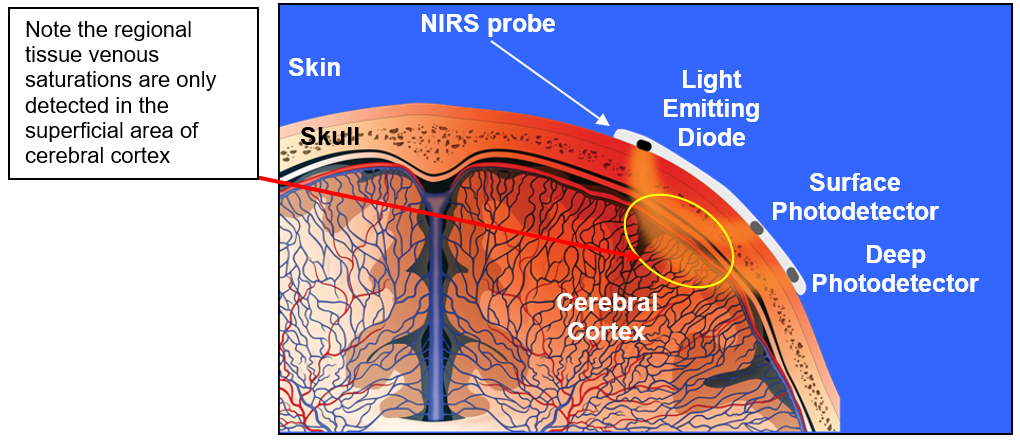 Note the regional
tissue venous
saturations are only
detected in the
superficial area of
cerebral cortex
NIRS probe
Skin
Light
Emitting
Diode
Skull
Surface
Photodetector
Deep
Photodetector
Cerebral
Cortex